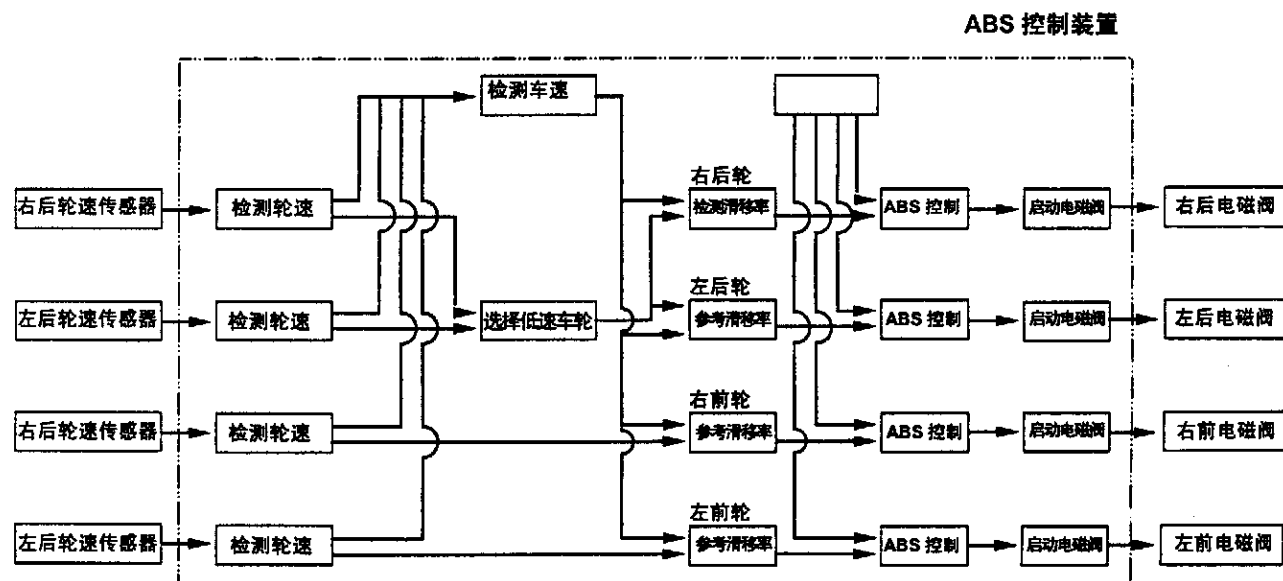 ABS 控制装置
检测车速
右后轮
右后轮速传感器
检测轮速
检测滑移率
ABS 控制
启动电磁阀
右后电磁阀
左后轮
左后轮速传感器
检测轮速
选择低速车轮
参考滑移率
ABS 控制
启动电磁阀
左后电磁阀
右前轮
右后轮速传感器
检测轮速
参考滑移率
ABS 控制
启动电磁阀
右前电磁阀
左前轮
左后轮速传感器
检测轮速
参考滑移率
ABS 控制
启动电磁阀
左前电磁阀